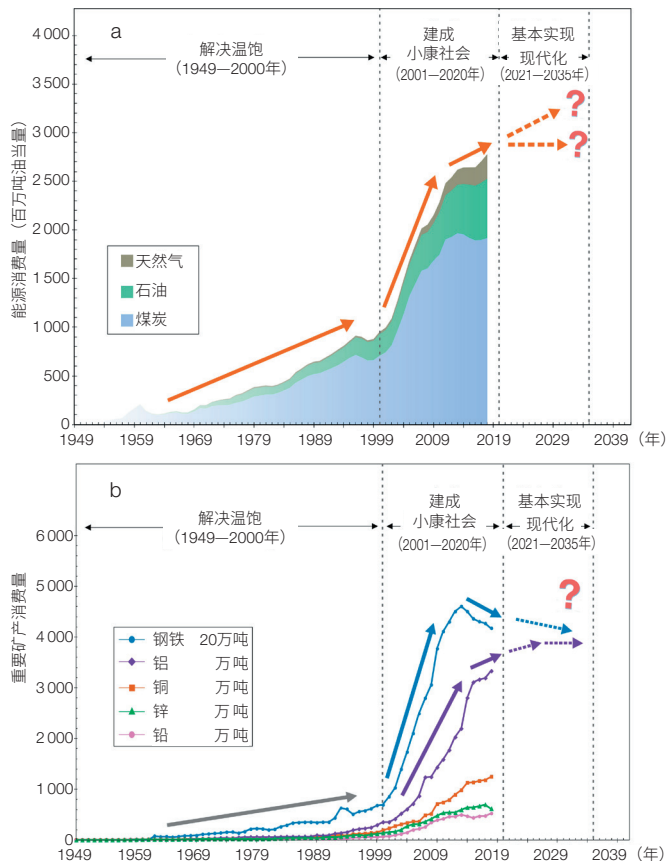 a
解决温饱
(1949—2000年)
建成
小康社会
(2001—2020年)
基本实现
现代化
(2021—2035年)
能源消费量(百万吨油当量)
4 000
3 500
3 000
2 500
2 000
1 500
1 000
500
0
?
?
天然气
石油
煤炭
1949 1959 1969 1979 1989 1999 2009 2019 2029 2039 (年)
b
解决温饱
(1949—2000年)
建成
小康社会
(2001—2020年)
基本实现
现代化
(2021—2035年)
重要矿产消费量
6 000
5 000
4 000
3 000
2 000
1 000
0
?
钢铁 20万吨
铝 万吨
铜 万吨
锌 万吨
铅 万吨
1949 1959 1969 1979 1989 1999 2009 2019 2029 2039 (年)